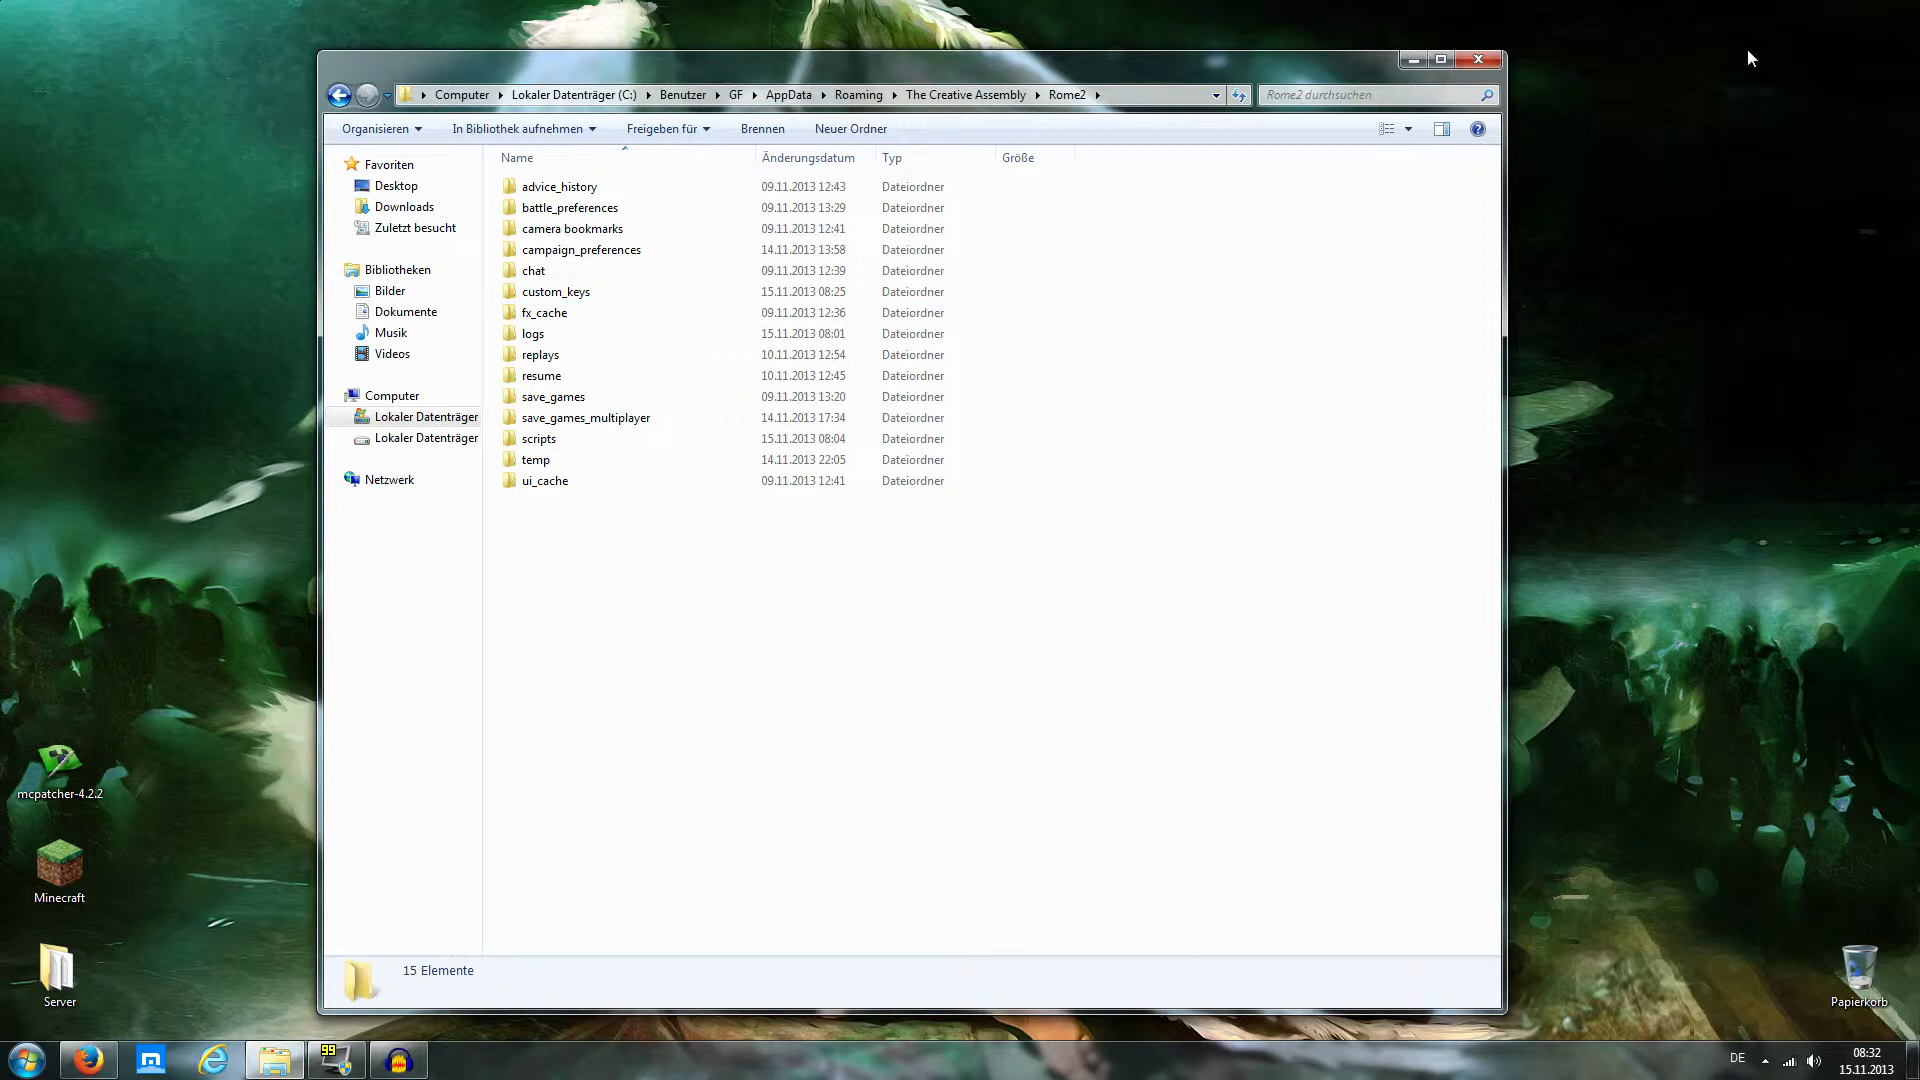 Computer Lokaler Datenträger (C:) Benutzer GF AppData Roaming The Creative Assembly Rome2 Rome2 durchsuchen
Organisieren In Bibliothek aufnehmen Freigeben für Brennen Neuer Ordner
Favoriten
Desktop
Downloads
Zuletzt besucht
Bibliotheken
Bilder
Dokumente
Musik
Videos
Computer
Lokaler Datenträger
Lokaler Datenträger
Netzwerk
Name Änderungsdatum Typ Größe
advice_history 09.11.2013 12:43 Dateiordner
battle_preferences 09.11.2013 13:29 Dateiordner
camera bookmarks 09.11.2013 12:41 Dateiordner
campaign_preferences 14.11.2013 13:58 Dateiordner
chat 09.11.2013 12:39 Dateiordner
custom_keys 15.11.2013 08:25 Dateiordner
fx_cache 09.11.2013 12:36 Dateiordner
logs 15.11.2013 08:01 Dateiordner
replays 10.11.2013 12:54 Dateiordner
resume 10.11.2013 12:45 Dateiordner
save_games 09.11.2013 13:20 Dateiordner
save_games_multiplayer 14.11.2013 17:34 Dateiordner
scripts 15.11.2013 08:04 Dateiordner
temp 14.11.2013 22:05 Dateiordner
ui_cache 09.11.2013 12:41 Dateiordner
15 Elemente
mcpatcher-4.2.2
Minecraft
Server
Papierkorb
99
DE
08:32
15.11.2013